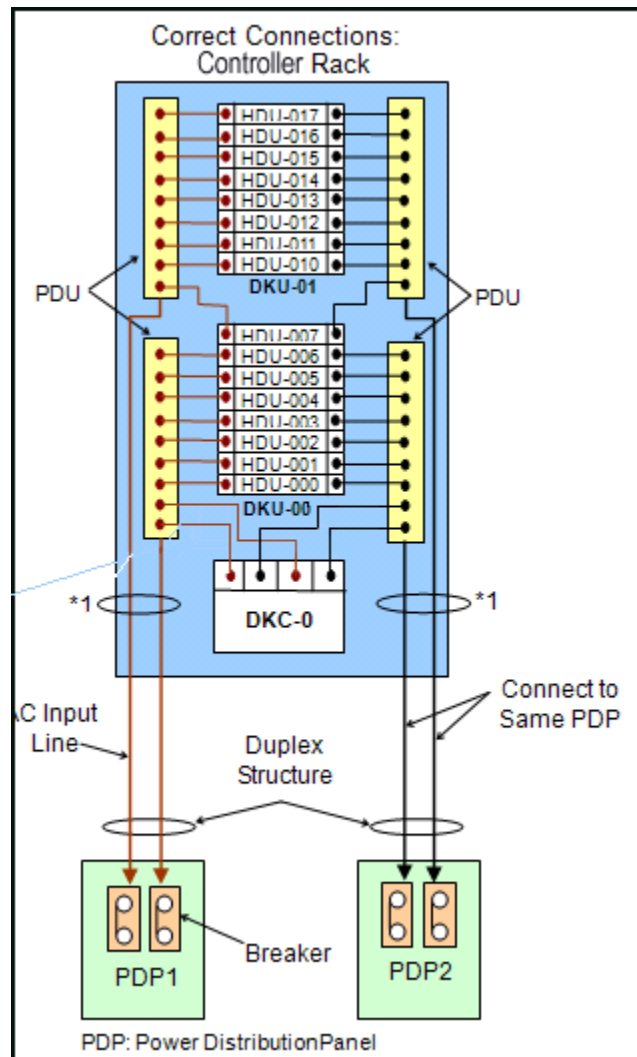 Correct Connections:
Controller Rack
HDU-017
HDU-016
HDU-015
HDU-014
HDU-013
HDU-012
HDU-011
HDU-010
DKU-01
PDU
PDU
HDU-007
HDU-006
HDU-005
HDU-004
HDU-003
HDU-002
HDU-001
HDU-000
DKU-00
*1
DKC-0
*1
AC Input
Line
Duplex
Structure
Connect to
Same PDP
Breaker
PDP1
PDP2
PDP: Power DistributionPanel